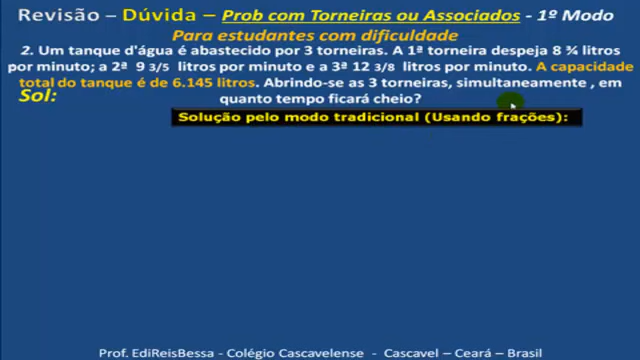 Revisão – Dúvida – Prob com Torneiras ou Associados - 1º Modo
Para estudantes com dificuldade
2. Um tanque d'água é abastecido por 3 torneiras. A 1ª torneira despeja 8 ¾ litros
por minuto; a 2ª 9 3/5 litros por minuto e a 3ª 12 3/8 litros por minuto. A capacidade
total do tanque é de 6.145 litros. Abrindo-se as 3 torneiras, simultaneamente , em
quanto tempo ficará cheio?
Sol:
Solução pelo modo tradicional (Usando frações):
Prof. EdiReisBessa - Colégio Cascavelense - Cascavel – Ceará – Brasil